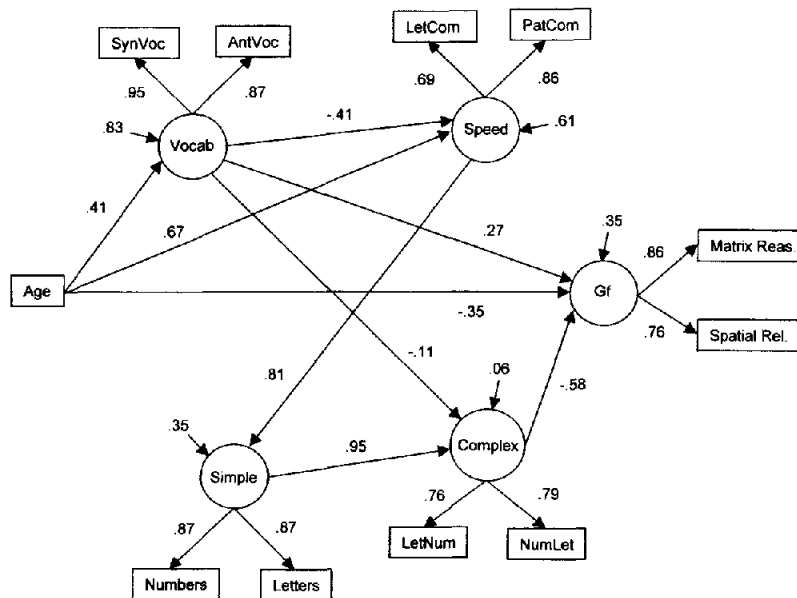 LetCom PatCom
SynVoc AntVoc
.69 .86
.95 .87
.83 -.41 .61
Vocab Speed
.41 .67 .27 .35
.86 Matrix Reas.
Age Gf
-.35
.76 Spatial Rel.
-.11
.81 .06 -.58
.35 .95 Complex
Simple
.76 .79
.87 .87
LetNum NumLet
Numbers Letters